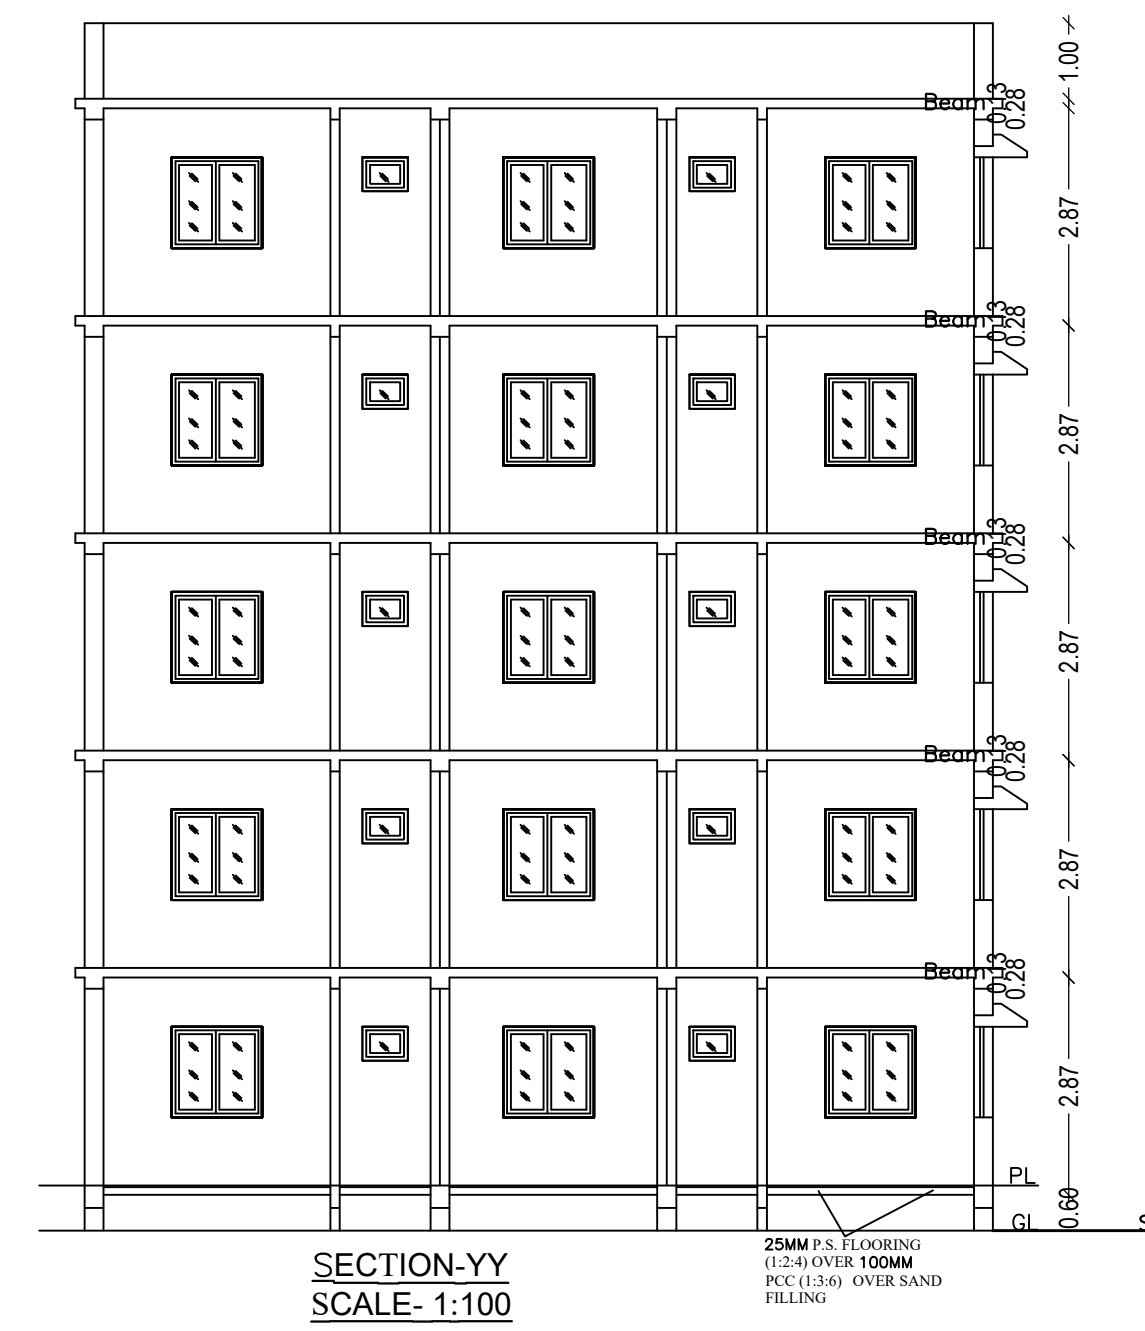 1.00
Beam
0.13
0.28
2.87
Beam
0.13
0.28
2.87
Beam
0.13
0.28
2.87
Beam
0.13
0.28
2.87
Beam
0.13
0.28
2.87
PL
0.60
GL
25MM P.S. FLOORING
(1:2:4) OVER 100MM
PCC (1:3:6) OVER SAND
FILLING
SECTION-YY
SCALE- 1:100